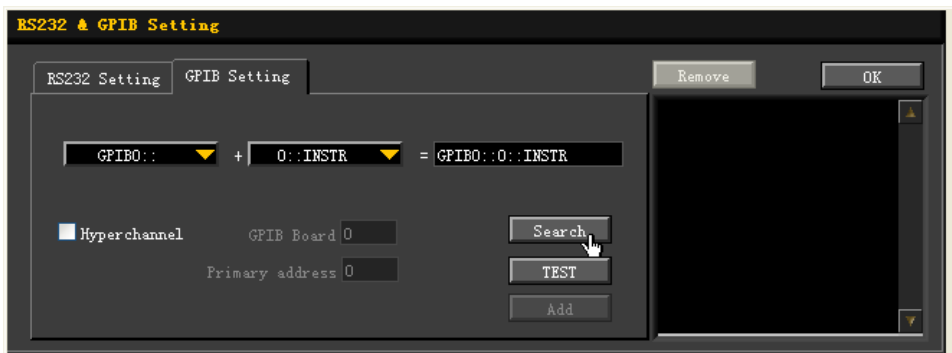 RS232 & GPIB Setting
RS232 Setting GPIB Setting
Remove OK
GPIB0:: + 0::INSTR = GPIB0::0::INSTR
Hyperchannel GPIB Board 0 Search
Primary address 0 TEST
Add